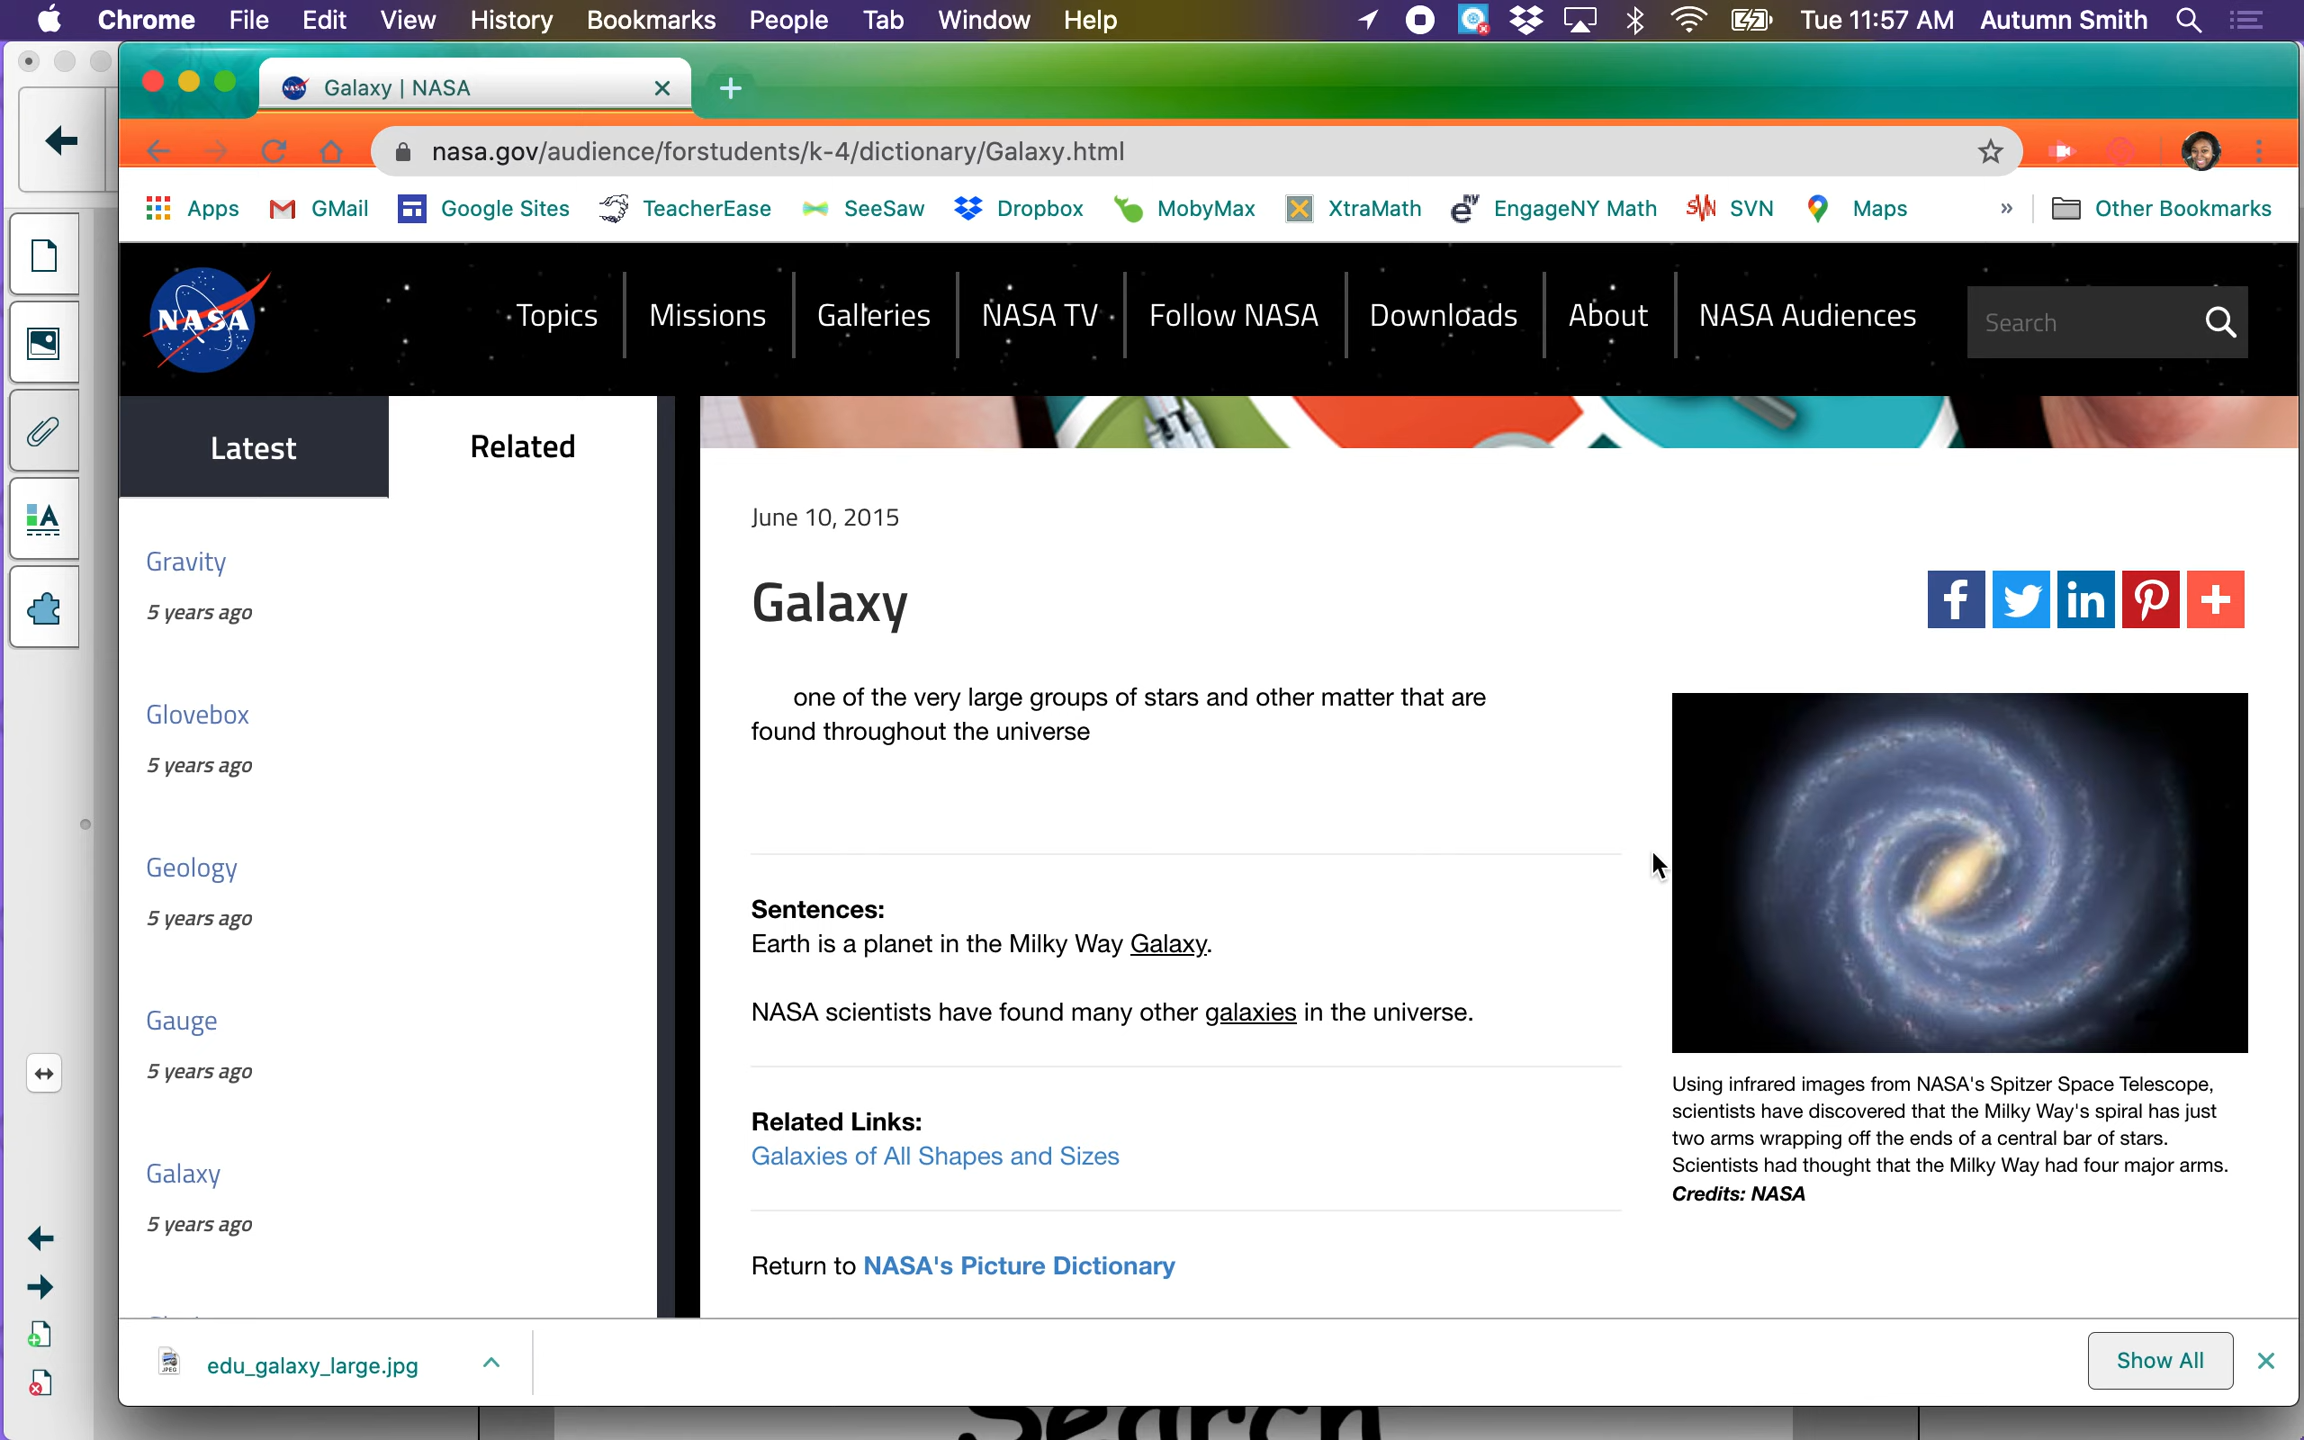 Chrome File Edit View History Bookmarks People Tab Window Help Tue 11:57 AM Autumn Smith
Galaxy | NASA
nasa.gov/audience/forstudents/k-4/dictionary/Galaxy.html
Apps GMail Google Sites TeacherEase SeeSaw Dropbox MobyMax XtraMath EngageNY Math SVN Maps » Other Bookmarks
NASA Topics Missions Galleries NASA TV Follow NASA Downloads About NASA Audiences Search
Latest Related
Gravity
5 years ago
Glovebox
5 years ago
Geology
5 years ago
Gauge
5 years ago
Galaxy
5 years ago
June 10, 2015
Galaxy
one of the very large groups of stars and other matter that are
found throughout the universe
Sentences:
Earth is a planet in the Milky Way Galaxy.
NASA scientists have found many other galaxies in the universe.
Related Links:
Galaxies of All Shapes and Sizes
Return to NASA's Picture Dictionary
Using infrared images from NASA's Spitzer Space Telescope,
scientists have discovered that the Milky Way's spiral has just
two arms wrapping off the ends of a central bar of stars.
Scientists had thought that the Milky Way had four major arms.
Credits: NASA
edu_galaxy_large.jpg Show All
Search